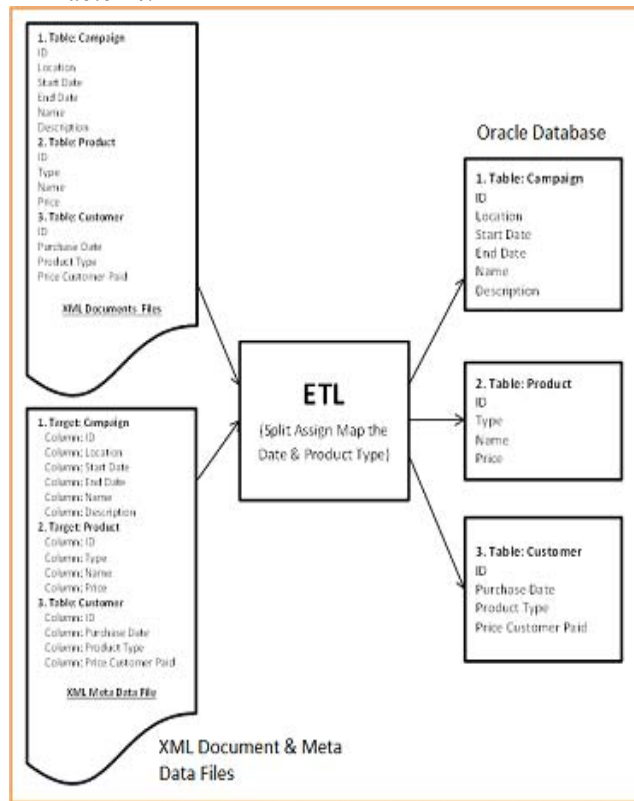 1. Table: Campaign
ID
Location
Start Date
End Date
Name
Description
2. Table: Product
ID
Type
Name
Price
3. Table: Customer
ID
Purchase Date
Product Type
Price Customer Paid
XML Documents Files
1. Target: Campaign
Column: ID
Column: Location
Column: Start Date
Column: End Date
Column: Name
Column: Description
2. Target: Product
Column: ID
Column: Type
Column: Name
Column: Price
3. Table: Customer
Column: ID
Column: Purchase Date
Column: Product Type
Column: Price Customer Paid
XML Meta Data File
XML Document & Meta
Data Files
ETL
(Split Assign Map the
Date & Product Type)
Oracle Database
1. Table: Campaign
ID
Location
Start Date
End Date
Name
Description
2. Table: Product
ID
Type
Name
Price
3. Table: Customer
ID
Purchase Date
Product Type
Price Customer Paid